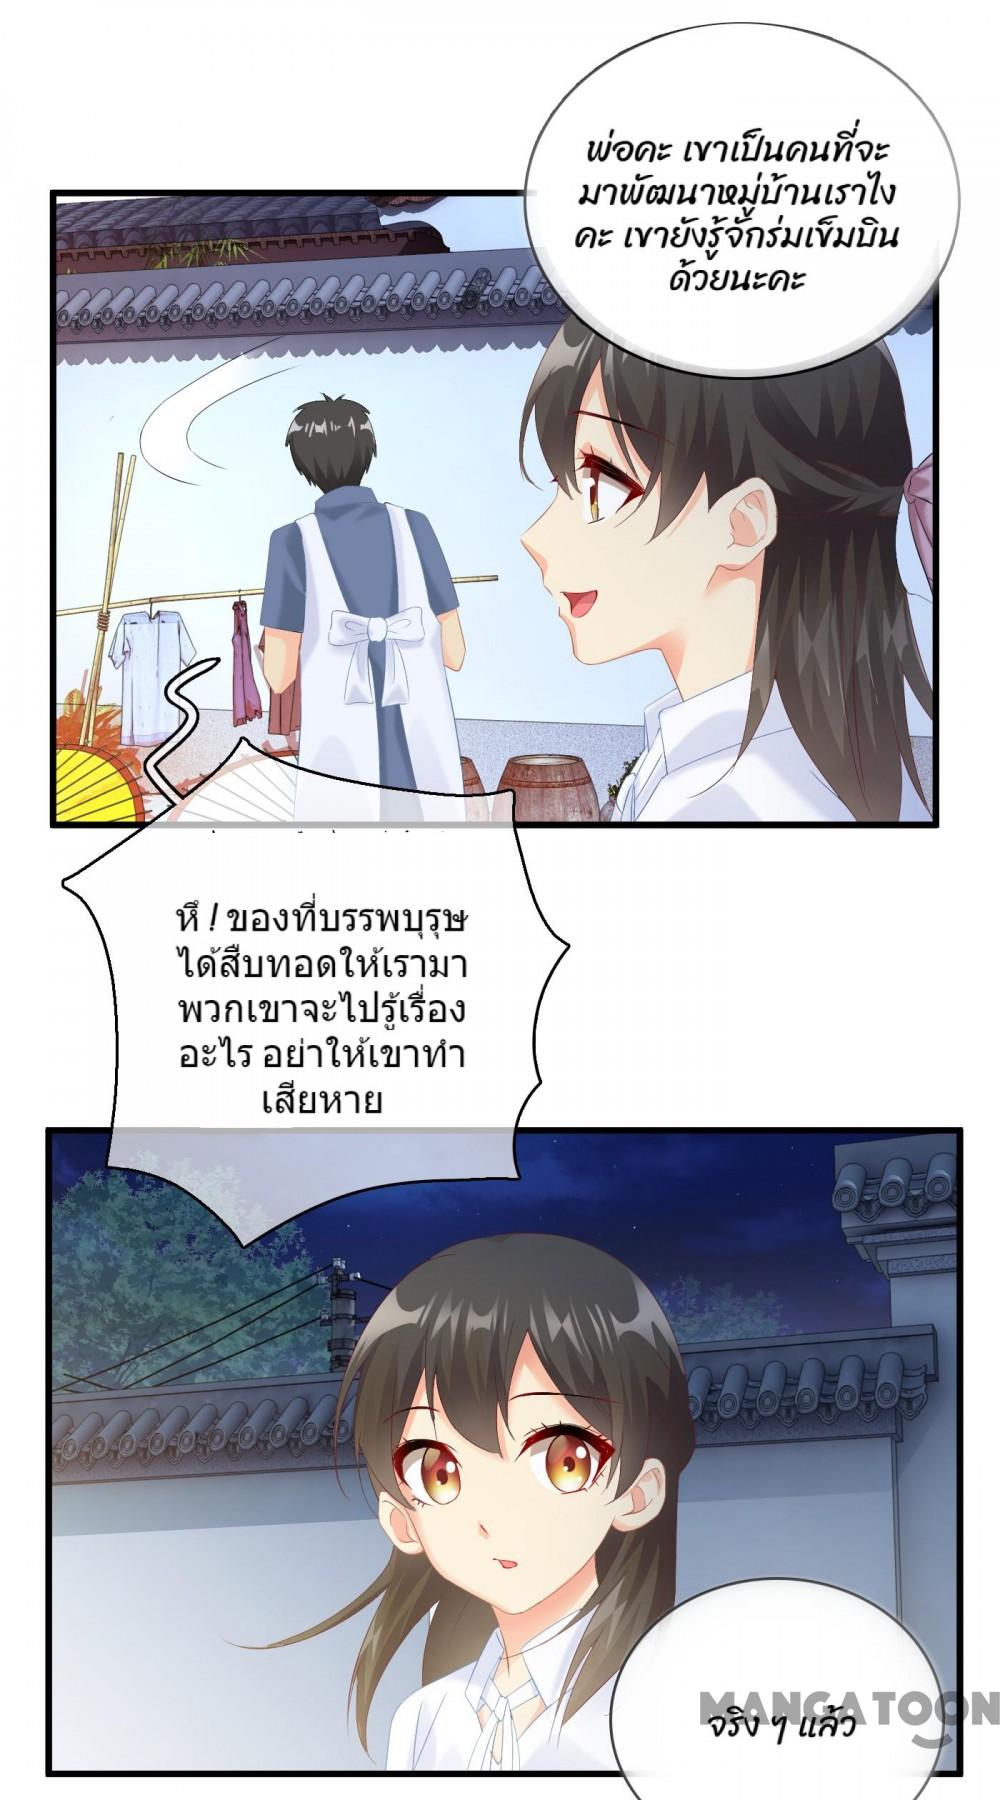 พ่อคะ เขาเป็นคนที่จะ
มาพัฒนาหมู่บ้านเราไง
คะ เขายังรู้จักร่มเข็มบิน
ด้วยนะคะ
หึ ! ของที่บรรพบุรุษ
ได้สืบทอดให้เรามา
พวกเขาจะไปรู้เรื่อง
อะไร อย่าให้เขาทำ
เสียหาย
MANGATOON
จริง ๆ แล้ว